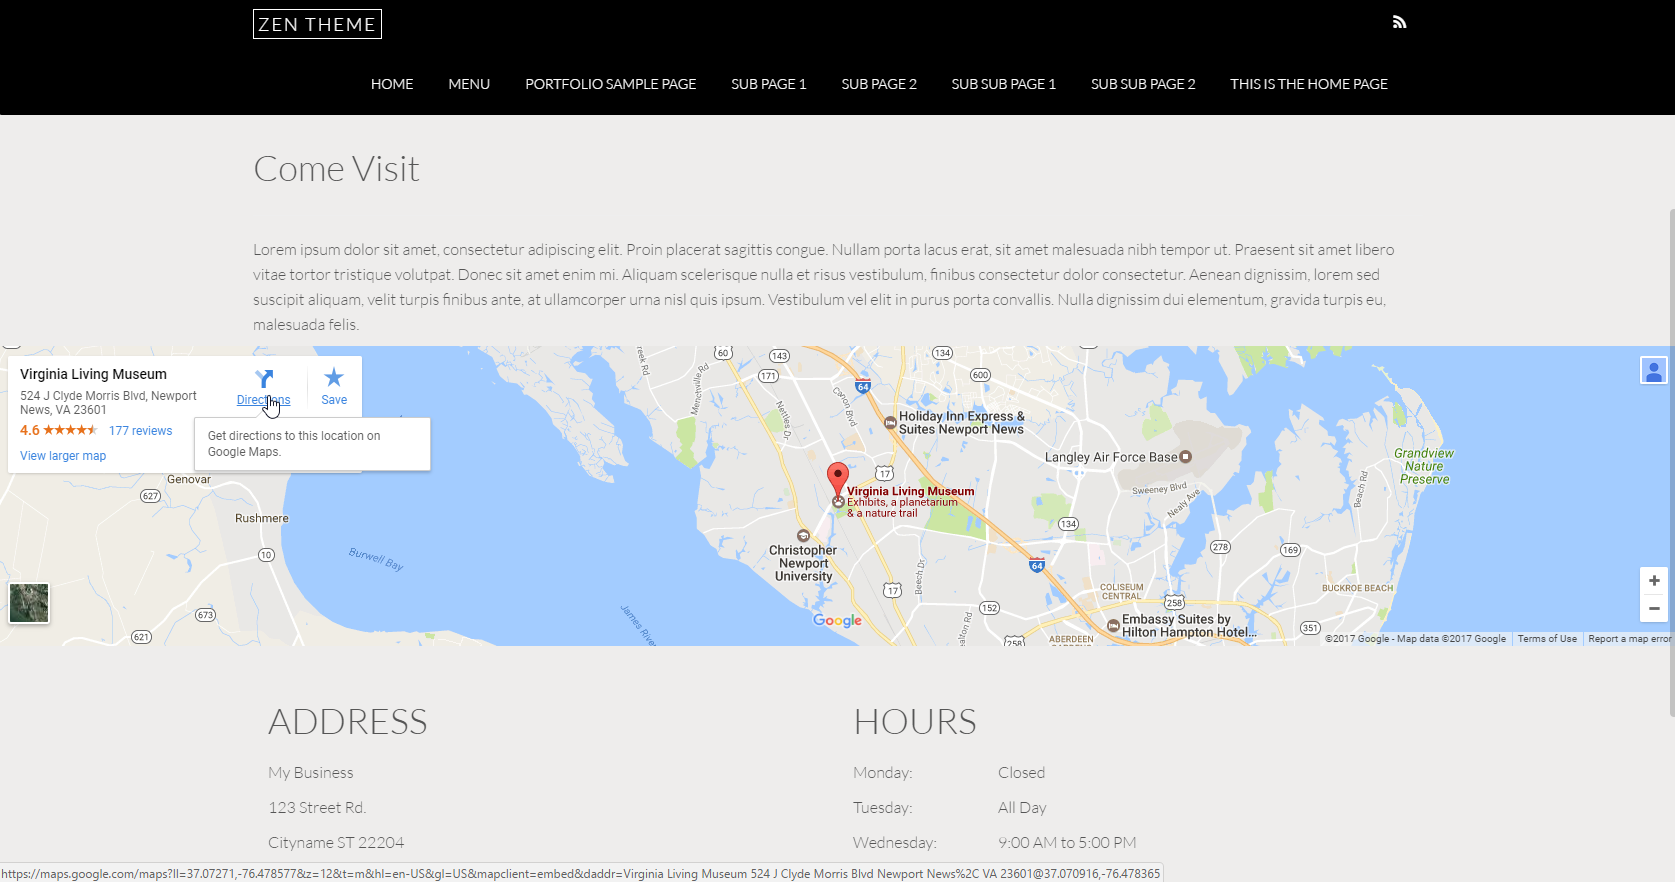 ZEN THEME
HOME MENU PORTFOLIO SAMPLE PAGE SUB PAGE 1 SUB PAGE 2 SUB SUB PAGE 1 SUB SUB PAGE 2 THIS IS THE HOME PAGE
Come Visit
Lorem ipsum dolor sit amet, consectetur adipiscing elit. Proin placerat sagittis congue. Nullam porta lacus erat, sit amet malesuada nibh tempor ut. Praesent sit amet libero
vitae tortor tristique volutpat. Donec sit amet enim mi. Aliquam scelerisque nulla et risus vestibulum, finibus consectetur dolor consectetur. Aenean dignissim, lorem sed
suscipit aliquam, velit turpis finibus ante, at ullamcorper urna nisl quis ipsum. Vestibulum vel elit in purus porta convallis. Nulla dignissim dui elementum, gravida turpis eu,
malesuada felis.
Virginia Living Museum
524 J Clyde Morris Blvd, Newport
News, VA 23601
4.6 177 reviews
View larger map
Directions
Save
Get directions to this location on
Google Maps.
Genovar
627
Rushmere
10
Burwell Bay
673
621
James River
60
143
134
171
64
600
Menchville Rd
Nettles Dr
Cohn Blvd
Holiday Inn Express &
Suites Newport News
Langley Air Force Base
Grandview
Nature
Preserve
17
Sweeney Blvd
Nealy Ave
Beach Rd
Virginia Living Museum
Exhibits, a planetarium
& a nature trail
134
Christopher
Newport
University
278
169
64
Beech Dr
17
COLISEUM
CENTRAL
BUCKROE BEACH
152
258
Embassy Suites by
Hilton Hampton Hotel...
351
258
ABERDEEN
Google
+
−
©2017 Google - Map data ©2017 Google Terms of Use Report a map error
ADDRESS
My Business
123 Street Rd.
Cityname ST 22204
HOURS
Monday: Closed
Tuesday: All Day
Wednesday: 9:00 AM to 5:00 PM
https://maps.google.com/maps?ll=37.07271,-76.478577&z=12&t=m&hl=en-US&gl=US&mapclient=embed&daddr=Virginia Living Museum 524 J Clyde Morris Blvd Newport News%2C VA 23601@37.070916,-76.478365